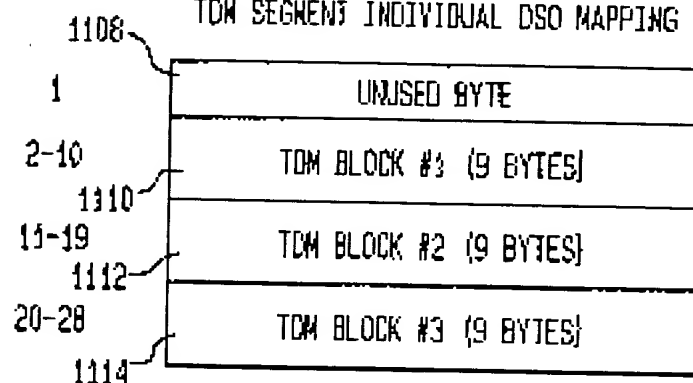 TDM SEGMENT INDIVIDUAL DSO MAPPING
1108
1 UNUSED BYTE
2-10 TDM BLOCK #1 (9 BYTES)
1110
11-19 TDM BLOCK #2 (9 BYTES)
1112
20-28 TDM BLOCK #3 (9 BYTES)
1114